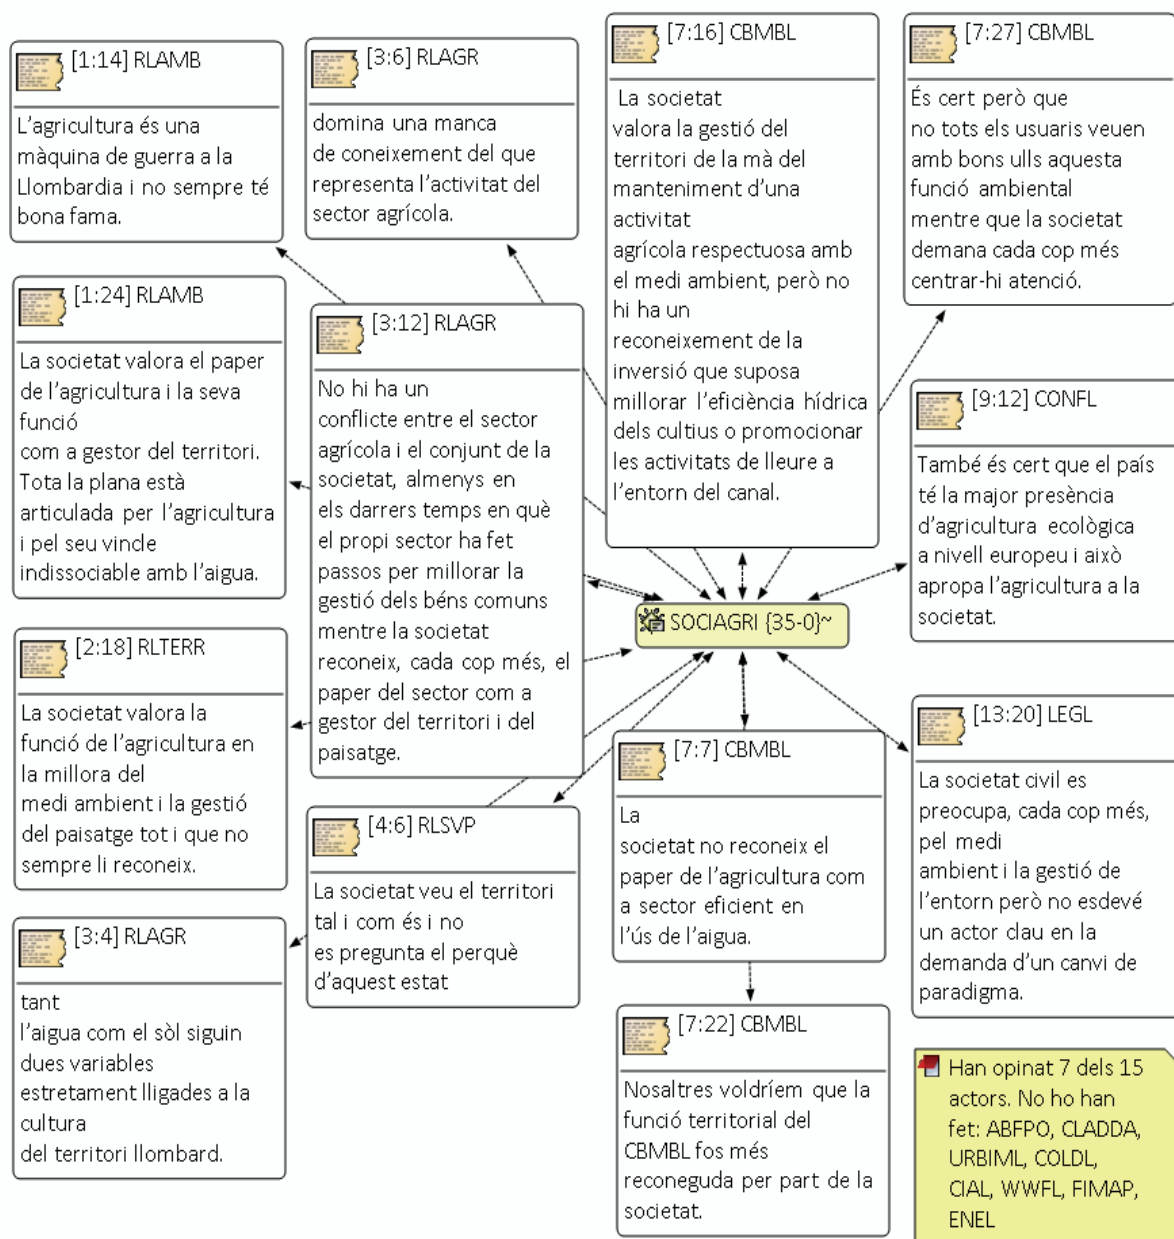 [1:14] RLAMB
L’agricultura és una
màquina de guerra a la
Llombardia i no sempre té
bona fama.
[3:6] RLAGR
domina una manca
de coneixement del que
representa l’activitat del
sector agrícola.
[7:16] CBMBL
La societat
valora la gestió del
territori de la mà del
manteniment d’una
activitat
agrícola respectuosa amb
el medi ambient, però no
hi ha un
reconeixement de la
inversió que suposa
millorar l’eficiència hídrica
dels cultius o promocionar
les activitats de lleure a
l’entorn del canal.
[7:27] CBMBL
És cert però que
no tots els usuaris veuen
amb bons ulls aquesta
funció ambiental
mentre que la societat
demana cada cop més
centrar-hi atenció.
[1:24] RLAMB
La societat valora el paper
de l’agricultura i la seva
funció
com a gestor del territori.
Tota la plana està
articulada per l’agricultura
i pel seu vincle
indissociable amb l’aigua.
[3:12] RLAGR
No hi ha un
conflicte entre el sector
agrícola i el conjunt de la
societat, almenys en
els darrers temps en què
el propi sector ha fet
passos per millorar la
gestió dels béns comuns
mentre la societat
reconeix, cada cop més, el
paper del sector com a
gestor del territori i del
paisatge.
[9:12] CONFL
També és cert que el país
té la major presència
d’agricultura ecològica
a nivell europeu i això
apropa l’agricultura a la
societat.
SOCIAGRI {35-0}~
[2:18] RLTERR
La societat valora la
funció de l’agricultura en
la millora del
medi ambient i la gestió
del paisatge tot i que no
sempre li reconeix.
[4:6] RLSVP
La societat veu el territori
tal i com és i no
es pregunta el perquè
d’aquest estat
[7:7] CBMBL
La
societat no reconeix el
paper de l’agricultura com
a sector eficient en
l’ús de l’aigua.
[13:20] LEGL
La societat civil es
preocupa, cada cop més,
pel medi
ambient i la gestió de
l’entorn però no esdevé
un actor clau en la
demanda d’un canvi de
paradigma.
[3:4] RLAGR
tant
l’aigua com el sòl siguin
dues variables
estretament lligades a la
cultura
del territori llombard.
[7:22] CBMBL
Nosaltres voldríem que la
funció territorial del
CBMBL fos més
reconeguda per part de la
societat.
Han opinat 7 dels 15
actors. No ho han
fet: ABFPO, CLADDA,
URBIML, COLDL,
CIAL, WWFL, FIMAP,
ENEL